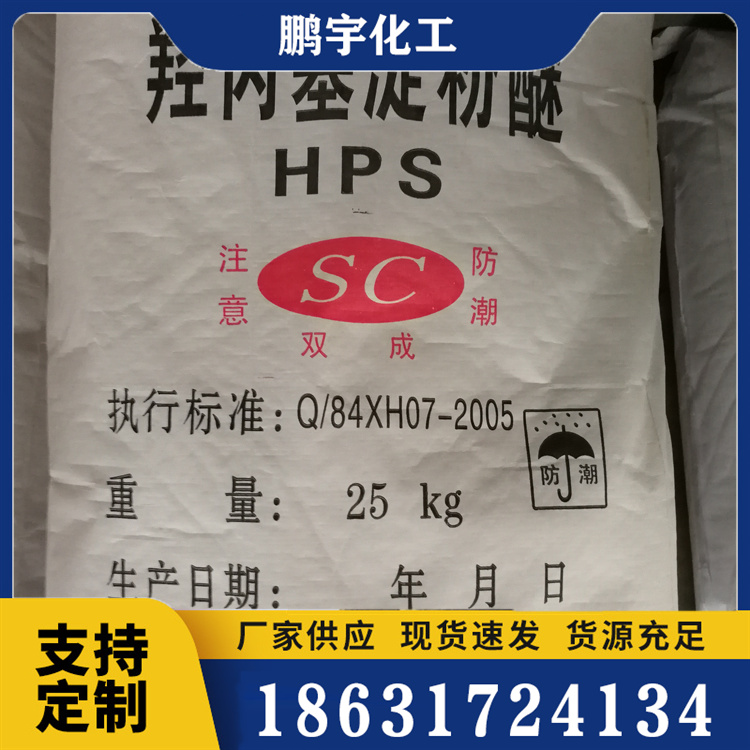 鹏宇化工
羟丙基淀粉醚
HPS
注意
SC
防潮
双成
执行标准：Q/84XH07-2005
防潮
重量：25 kg
生产日期： 年 月 日
支持定制
厂家供应 现货速发 货源充足
18631724134